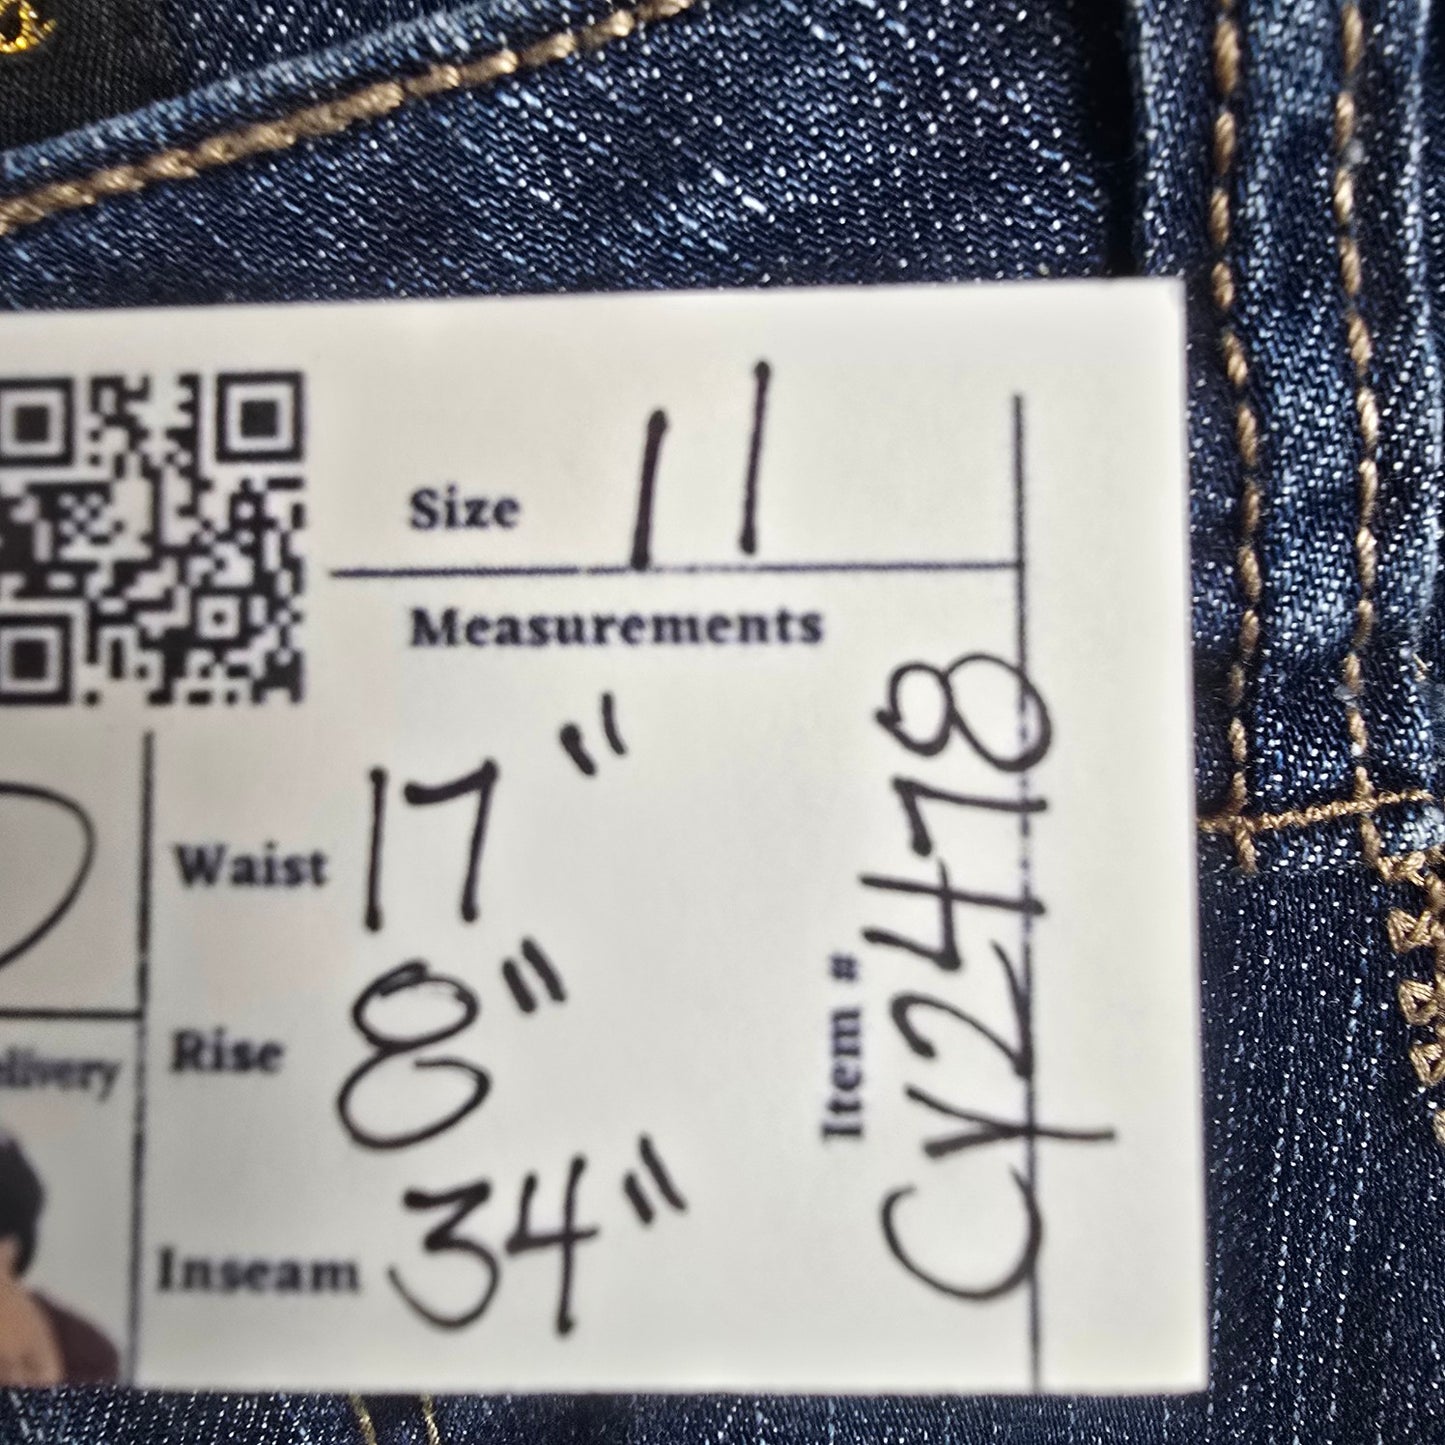 Size 11
Measurements
Waist 17"
Rise 8"
Inseam 34"
Item # CY2478